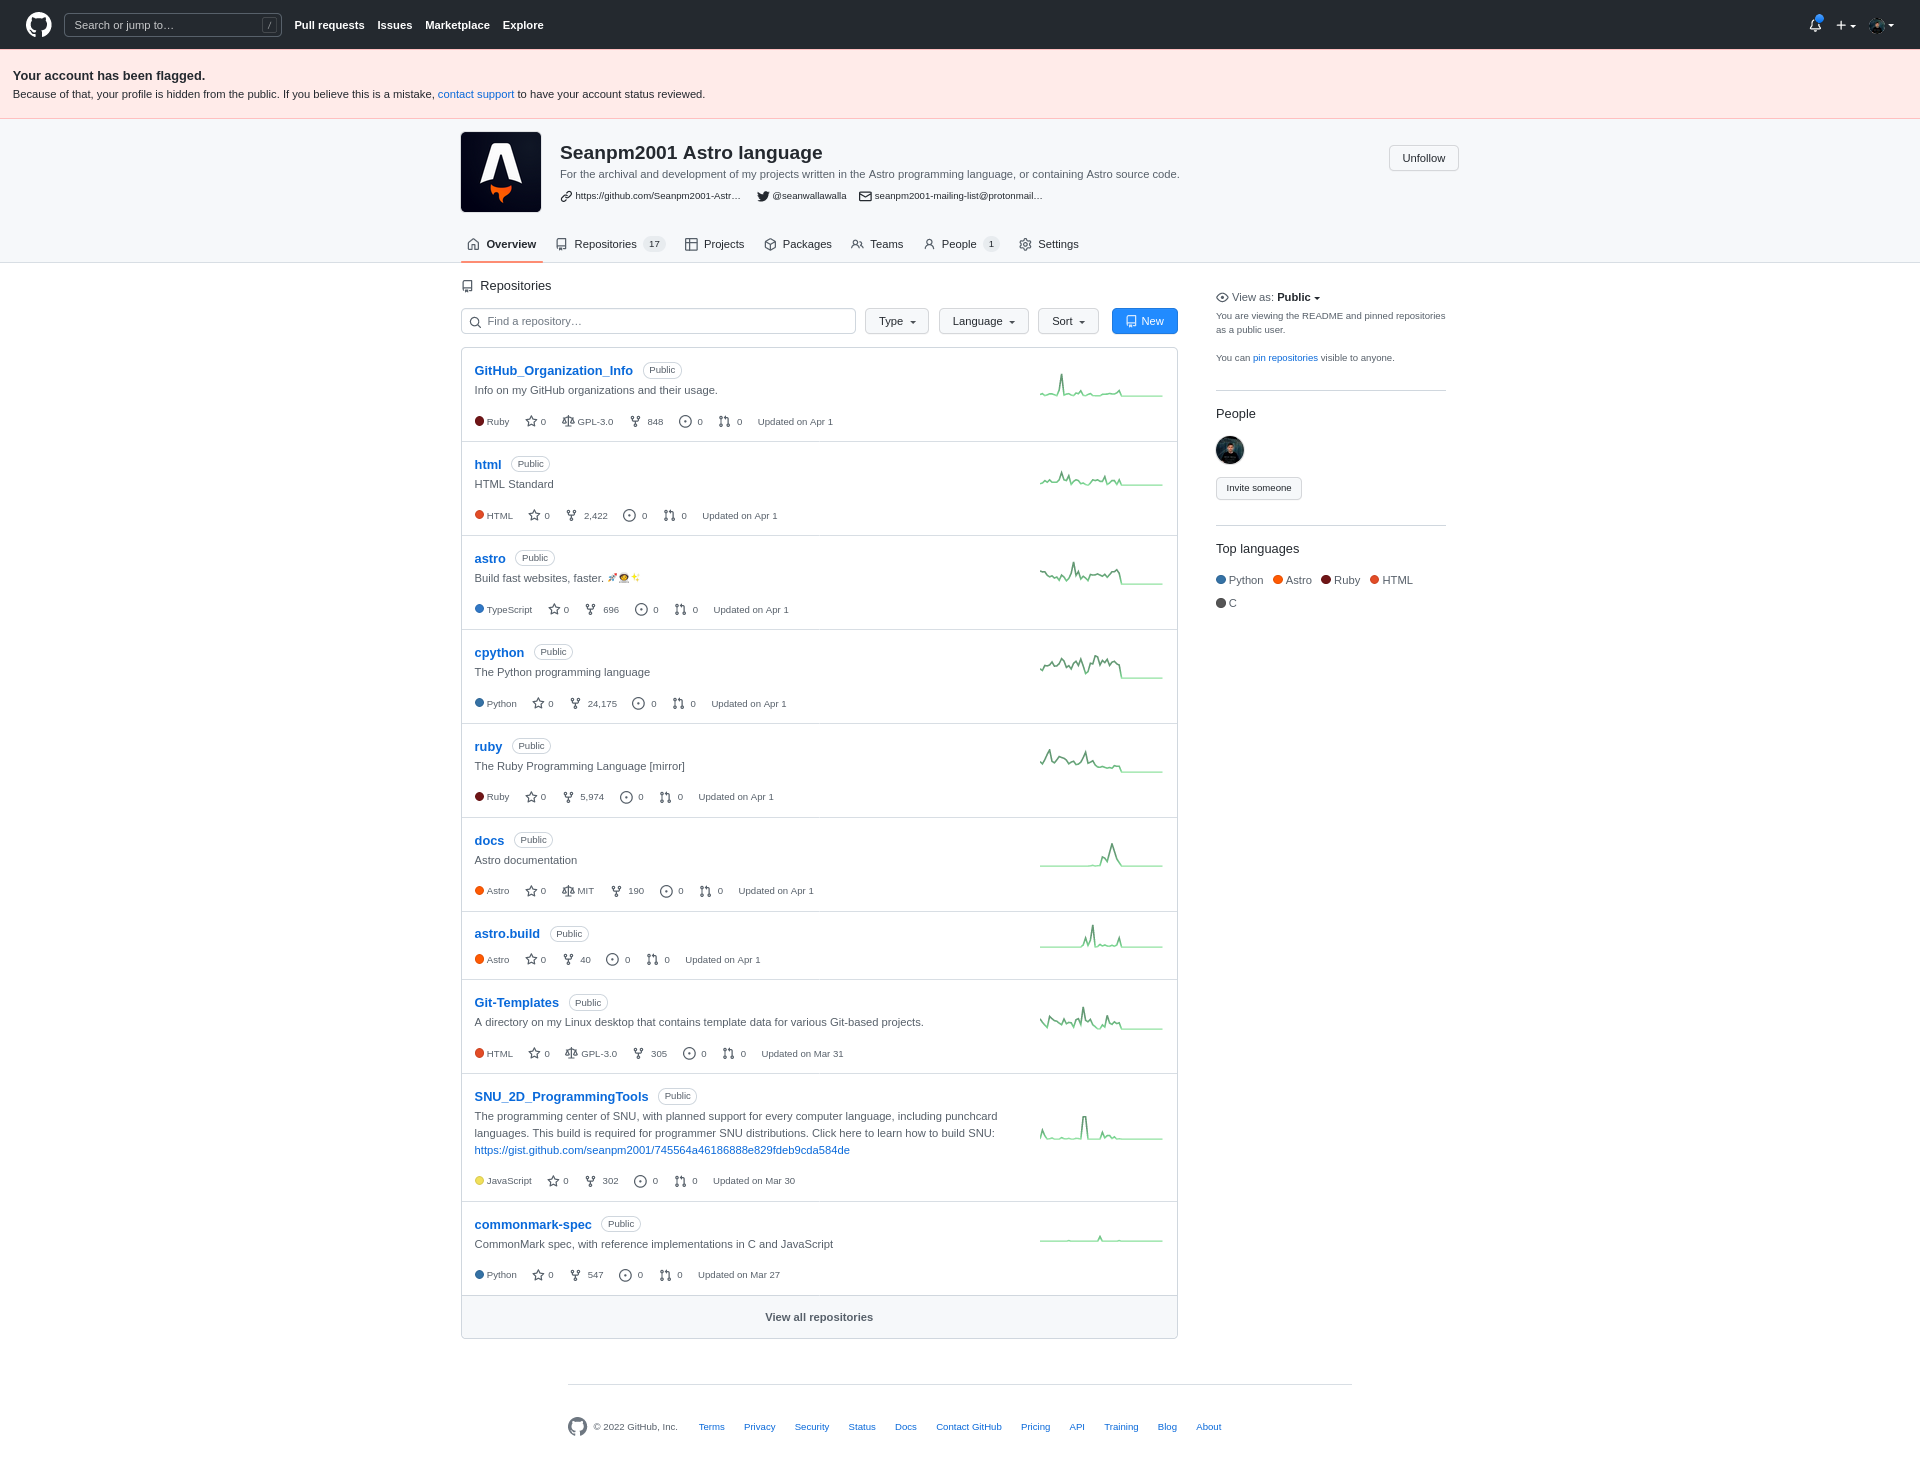 Search or jump to… /
Pull requests Issues Marketplace Explore
Your account has been flagged.
Because of that, your profile is hidden from the public. If you believe this is a mistake, contact support to have your account status reviewed.
Seanpm2001 Astro language
Unfollow
For the archival and development of my projects written in the Astro programming language, or containing Astro source code.
https://github.com/Seanpm2001-Astr… @seanwallawalla seanpm2001-mailing-list@protonmail…
Overview Repositories 17 Projects Packages Teams People 1 Settings
Repositories
Find a repository… Type Language Sort New
GitHub_Organization_Info Public
Info on my GitHub organizations and their usage.
Ruby 0 GPL-3.0 848 0 0 Updated on Apr 1
html Public
HTML Standard
HTML 0 2,422 0 0 Updated on Apr 1
astro Public
Build fast websites, faster. 🚀🧑‍🚀✨
TypeScript 0 696 0 0 Updated on Apr 1
cpython Public
The Python programming language
Python 0 24,175 0 0 Updated on Apr 1
ruby Public
The Ruby Programming Language [mirror]
Ruby 0 5,974 0 0 Updated on Apr 1
docs Public
Astro documentation
Astro 0 MIT 190 0 0 Updated on Apr 1
astro.build Public
Astro 0 40 0 0 Updated on Apr 1
Git-Templates Public
A directory on my Linux desktop that contains template data for various Git-based projects.
HTML 0 GPL-3.0 305 0 0 Updated on Mar 31
SNU_2D_ProgrammingTools Public
The programming center of SNU, with planned support for every computer language, including punchcard
languages. This build is required for programmer SNU distributions. Click here to learn how to build SNU:
https://gist.github.com/seanpm2001/745564a46186888e829fdeb9cda584de
JavaScript 0 302 0 0 Updated on Mar 30
commonmark-spec Public
CommonMark spec, with reference implementations in C and JavaScript
Python 0 547 0 0 Updated on Mar 27
View all repositories
View as: Public
You are viewing the README and pinned repositories
as a public user.
You can pin repositories visible to anyone.
People
Invite someone
Top languages
Python Astro Ruby HTML
C
© 2022 GitHub, Inc. Terms Privacy Security Status Docs Contact GitHub Pricing API Training Blog About